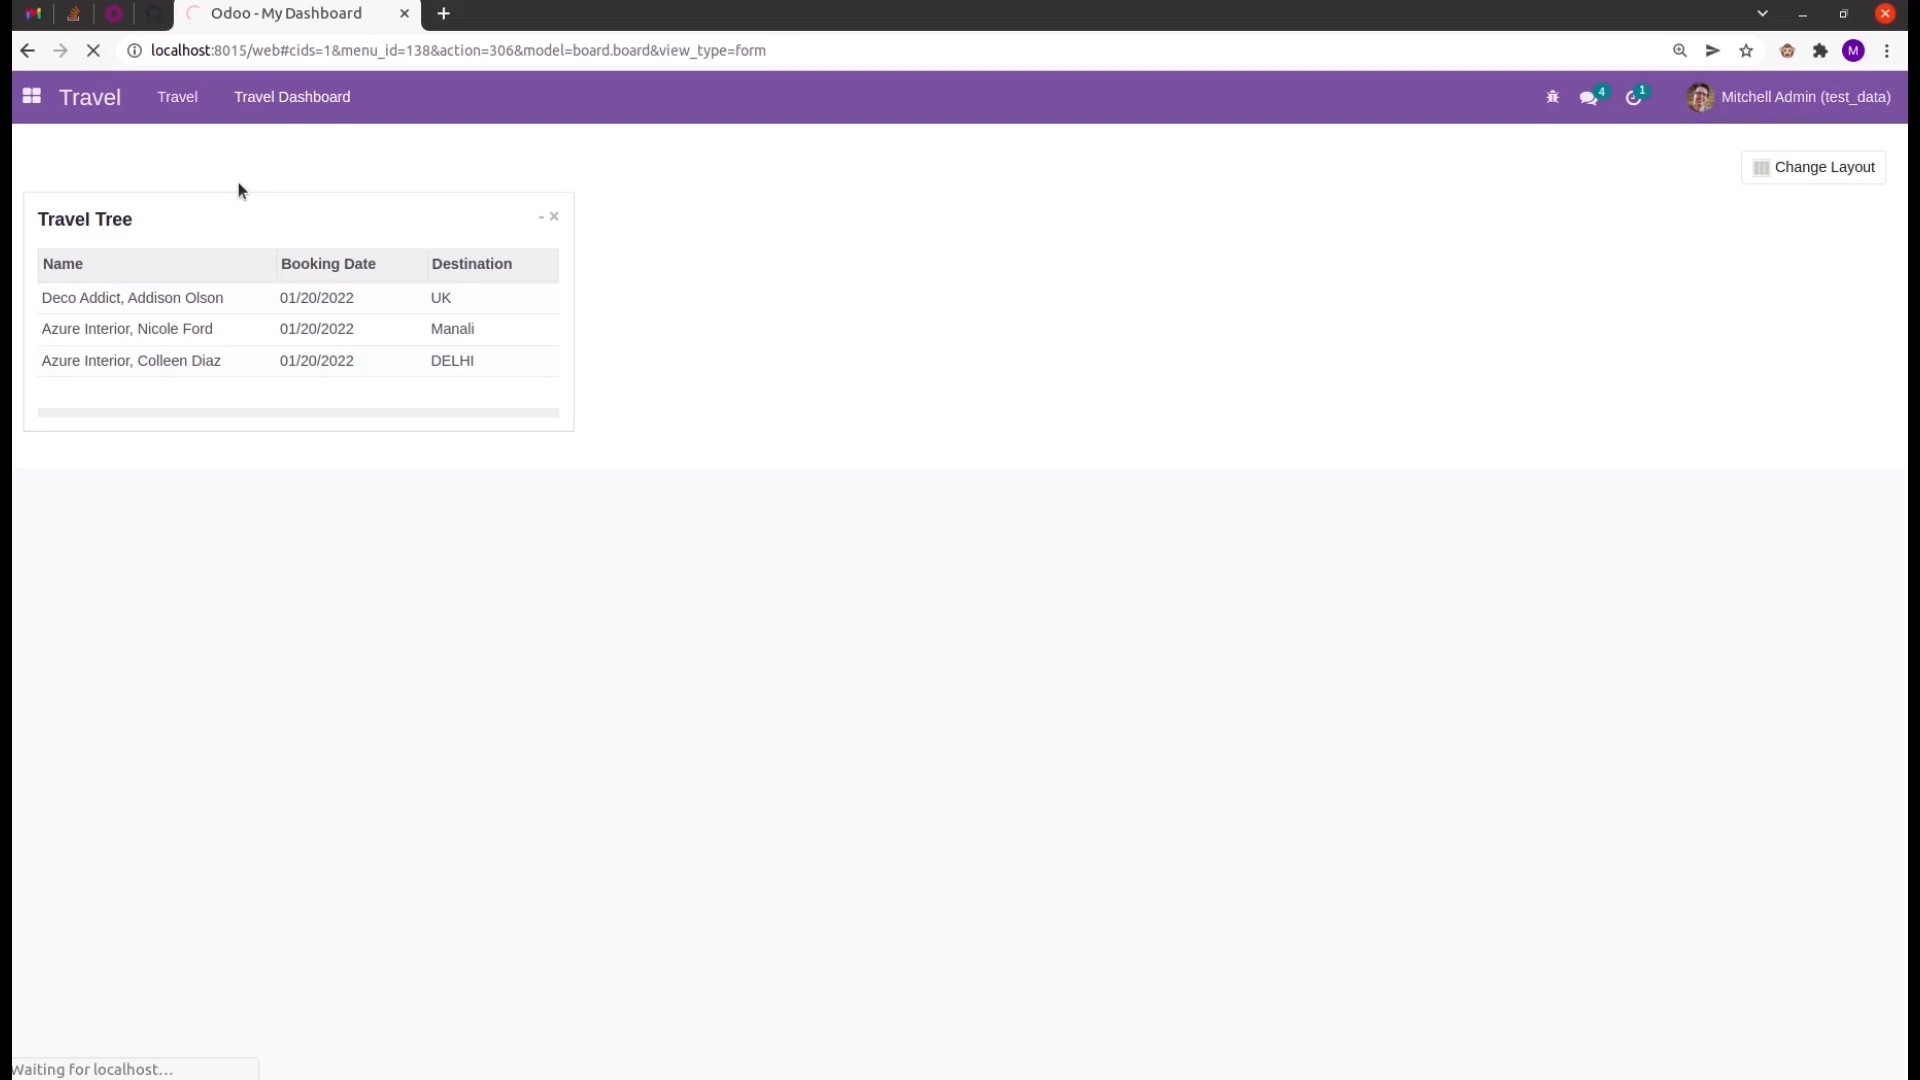 Odoo - My Dashboard
localhost:8015/web#cids=1&menu_id=138&action=306&model=board.board&view_type=form
M
Travel Travel Travel Dashboard 4 1 Mitchell Admin (test_data)
Change Layout
Travel Tree
Name Booking Date Destination
Deco Addict, Addison Olson 01/20/2022 UK
Azure Interior, Nicole Ford 01/20/2022 Manali
Azure Interior, Colleen Diaz 01/20/2022 DELHI
Waiting for localhost...